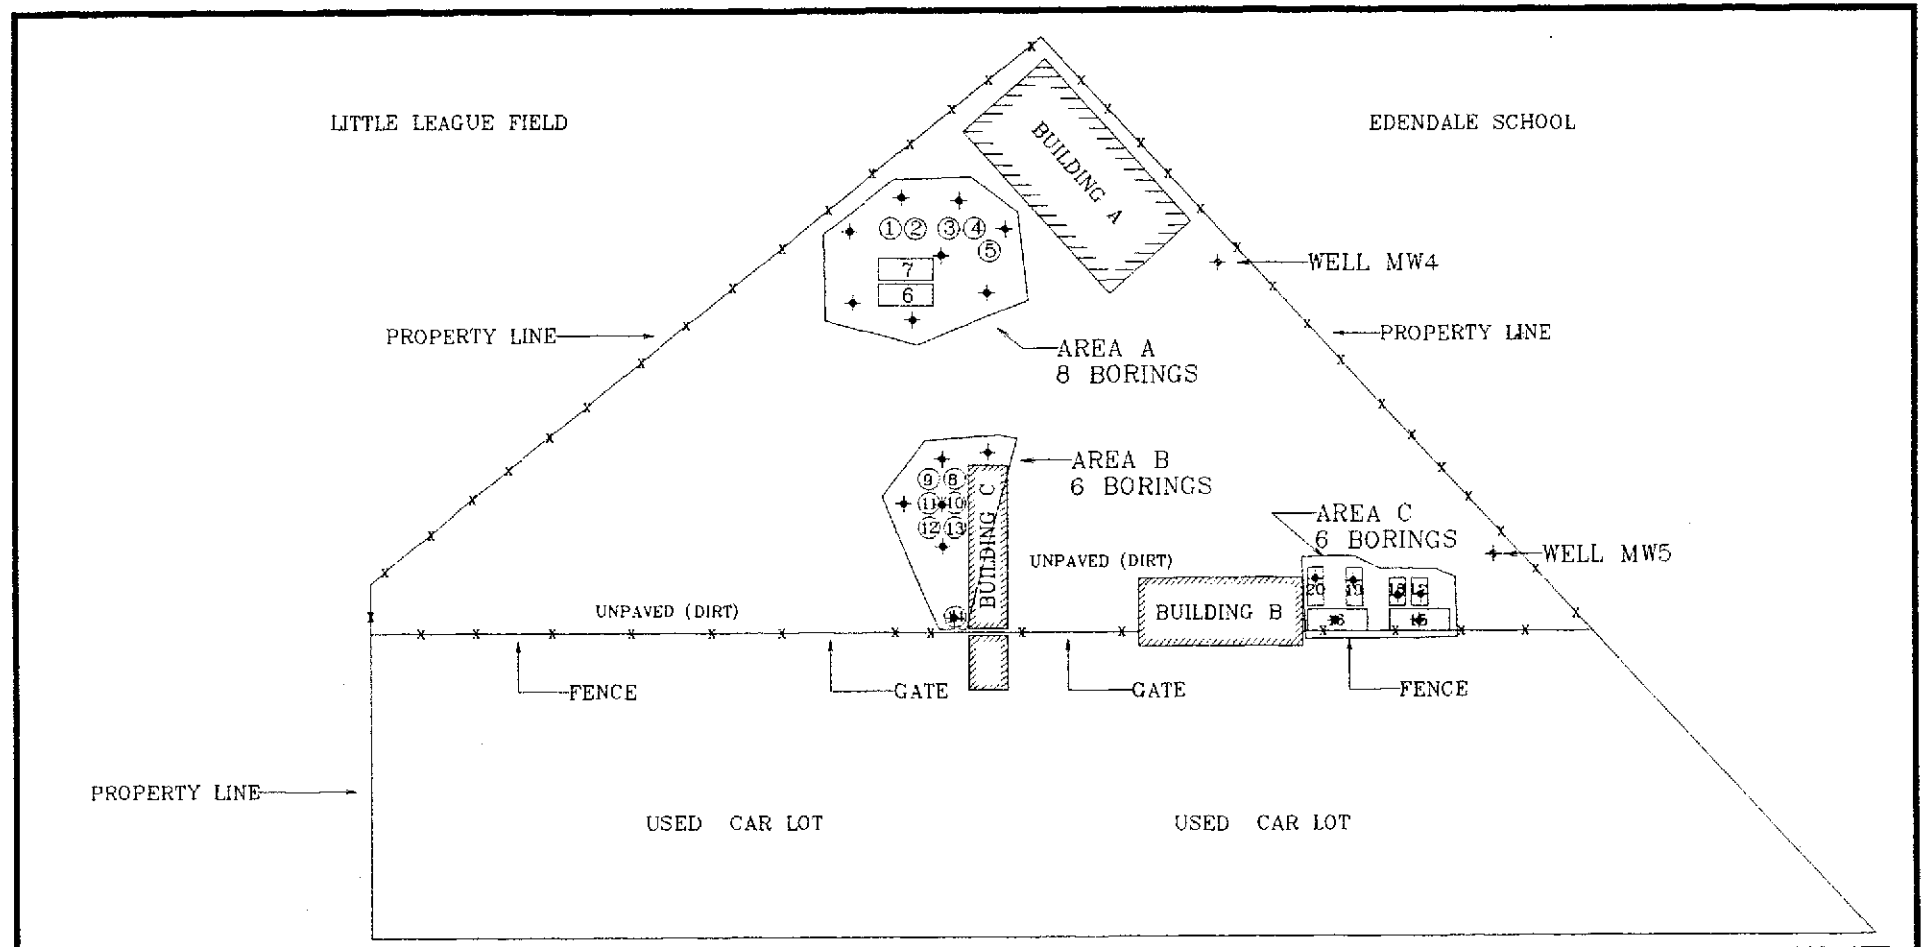 LITTLE LEAGUE FIELD
EDENDALE SCHOOL
BUILDING A
1 2 3 4
5
7
6
WELL MW4
PROPERTY LINE
PROPERTY LINE
AREA A
8 BORINGS
AREA B
6 BORINGS
9 8
11 10
12 13
BUILDING C
AREA C
6 BORINGS
WELL MW5
UNPAVED (DIRT)
UNPAVED (DIRT)
BUILDING B
20 19 18 17
16 15
FENCE
GATE
GATE
FENCE
PROPERTY LINE
USED CAR LOT
USED CAR LOT